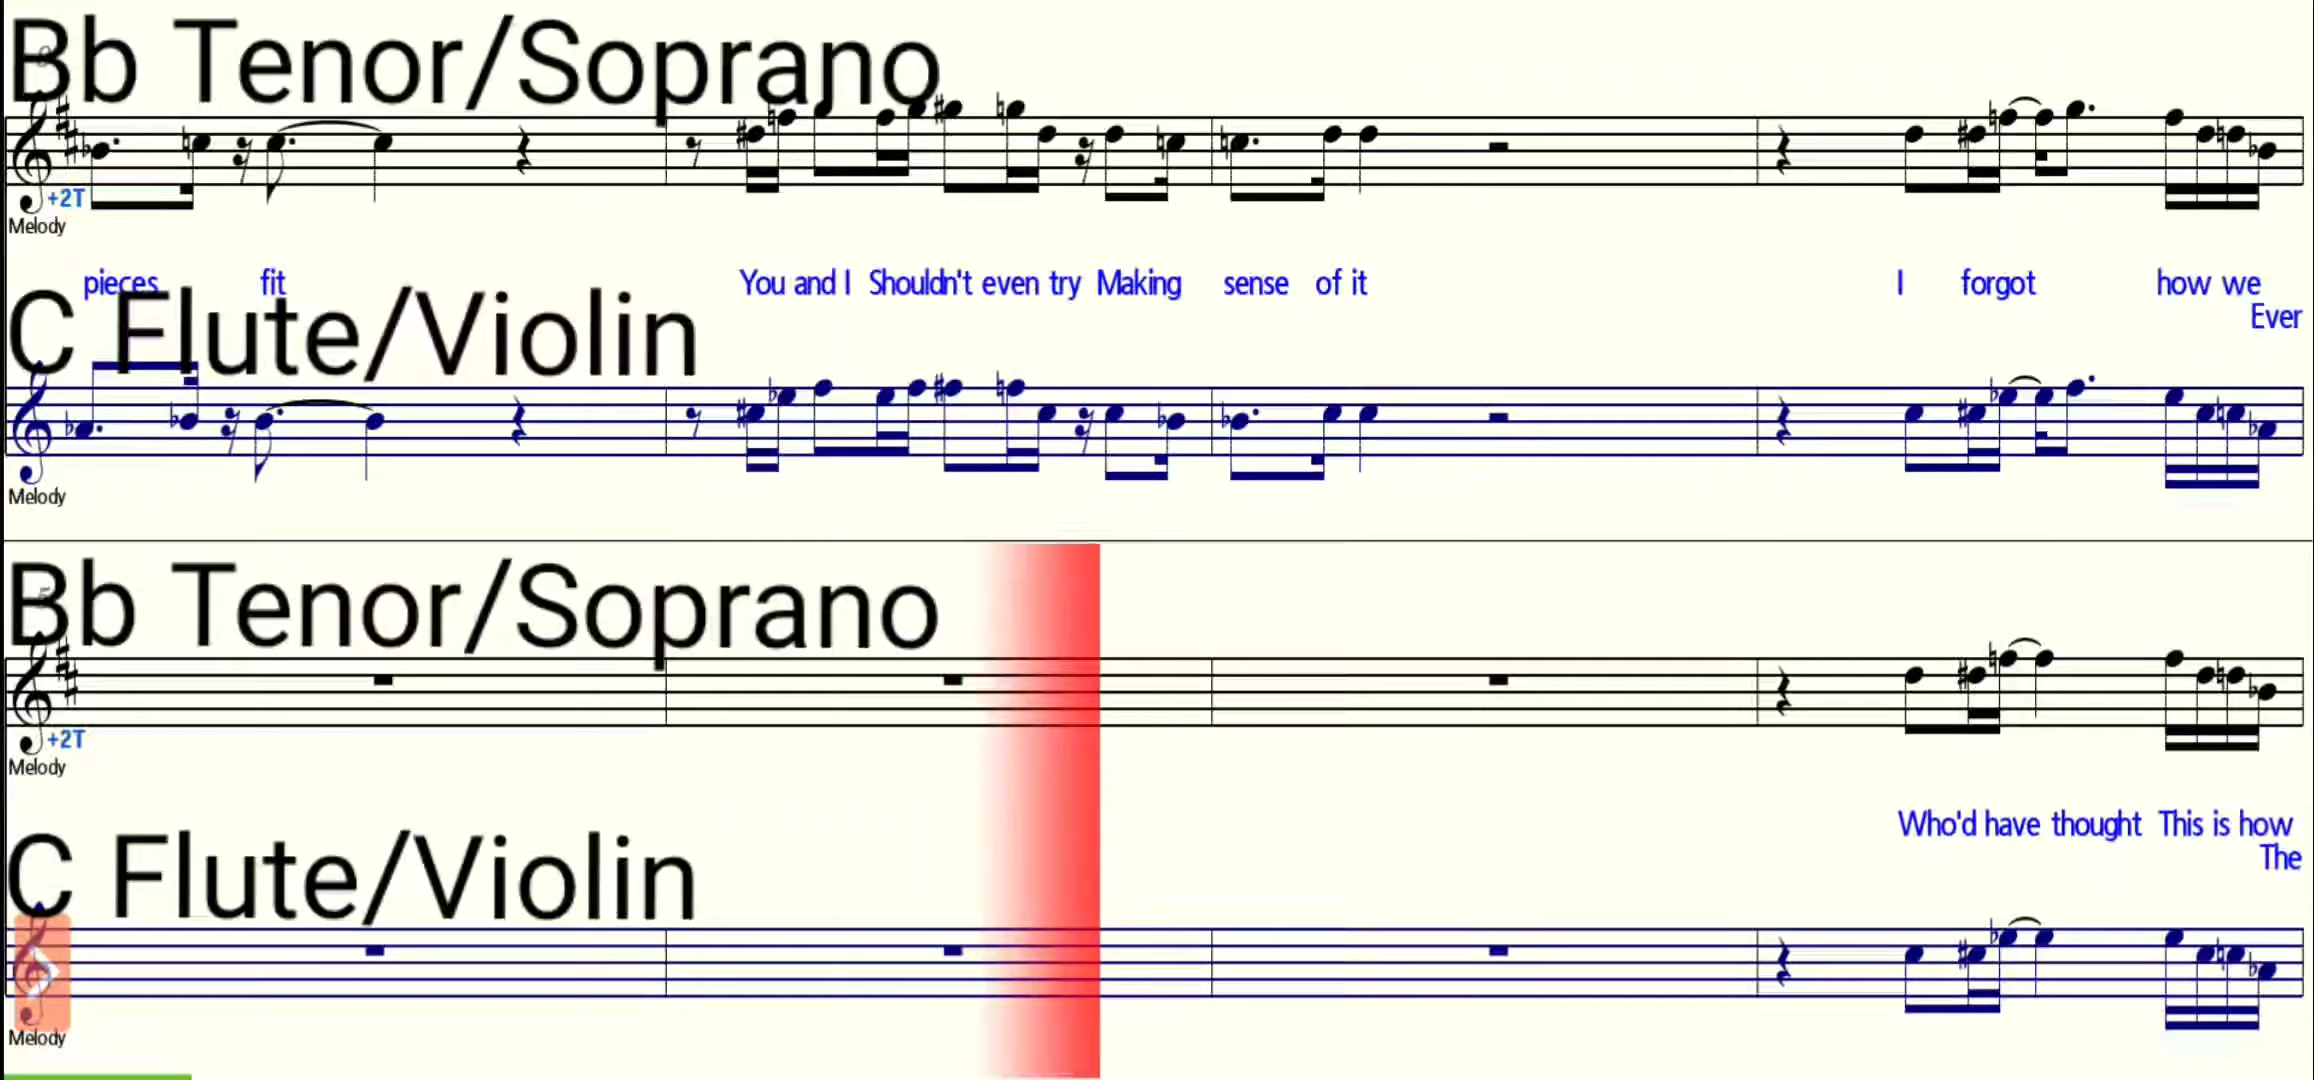 Bb Tenor/Soprano
+2T
Melody
pieces fit You and I Shouldn't even try Making sense of it I forgot how we
Ever
C Flute/Violin
Melody
Bb Tenor/Soprano
+2T
Melody
Who'd have thought This is how
The
C Flute/Violin
Melody